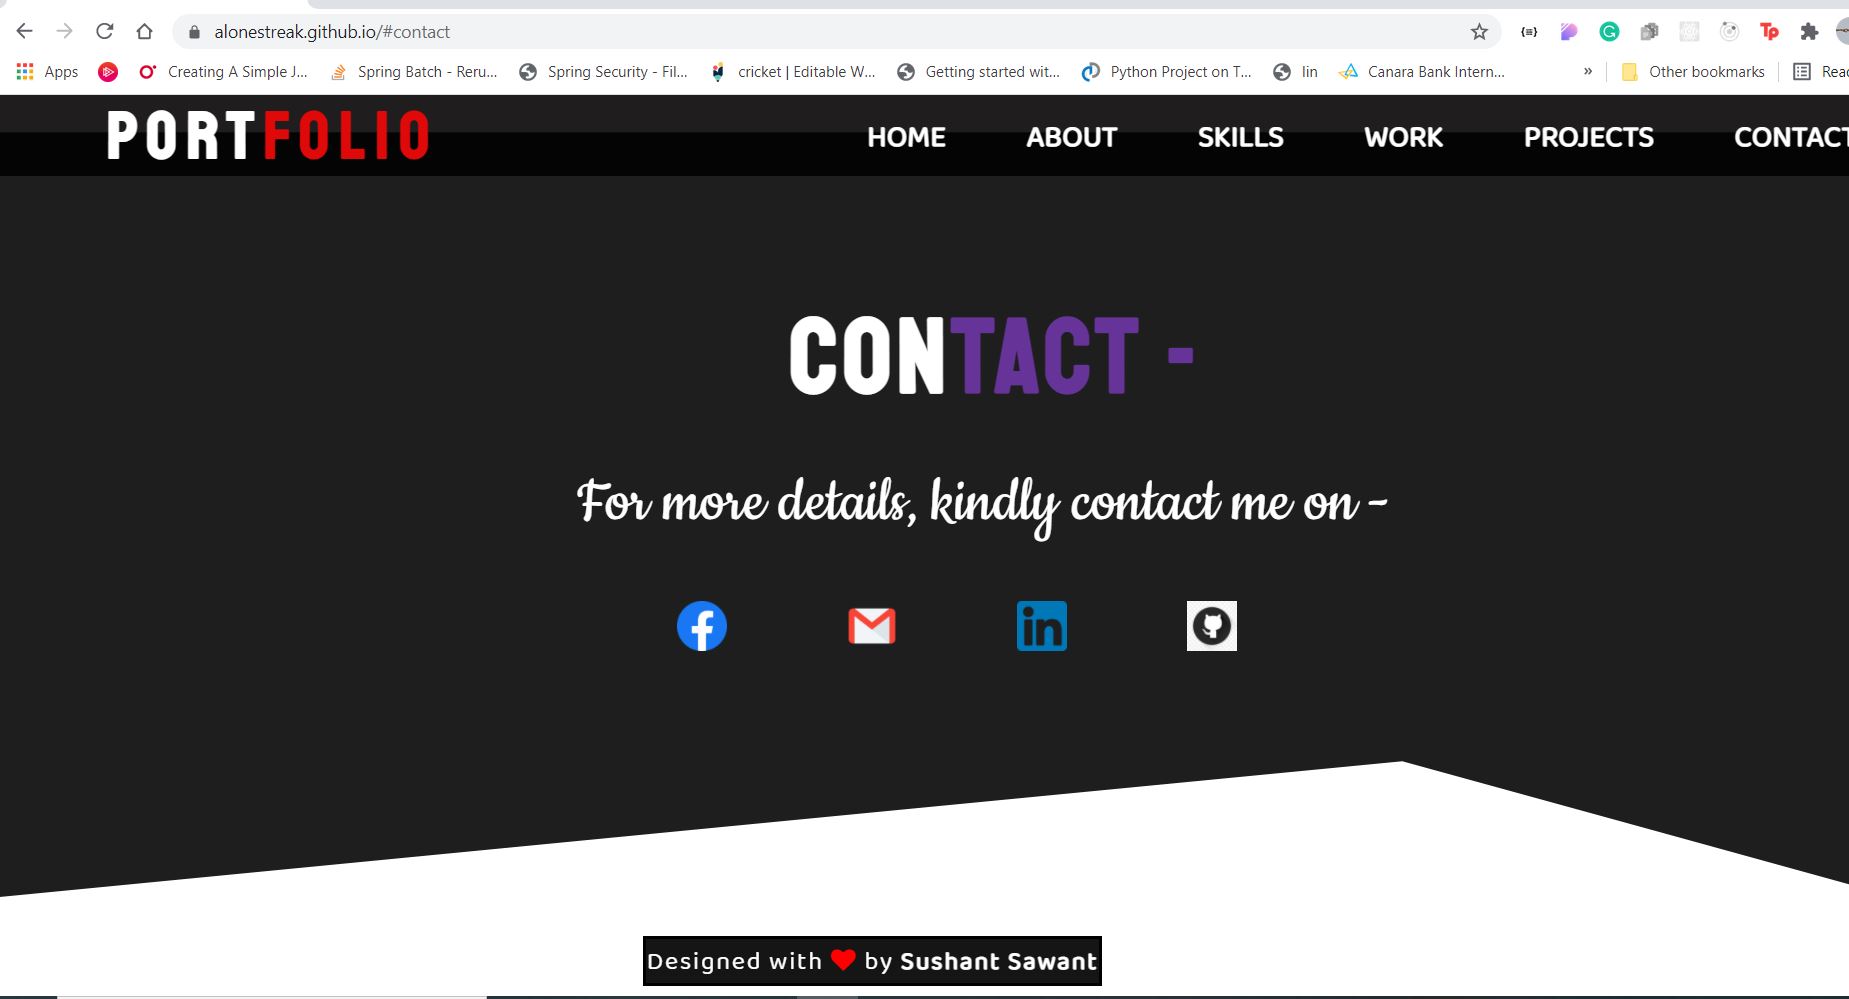 alonestreak.github.io/#contact
Apps Creating A Simple J... Spring Batch - Reru... Spring Security - Fil... cricket | Editable W... Getting started wit... Python Project on T... lin Canara Bank Intern... » Other bookmarks Rea
PORTFOLIO HOME ABOUT SKILLS WORK PROJECTS CONTACT
CONTACT -
For more details, kindly contact me on -
Designed with ❤ by Sushant Sawant